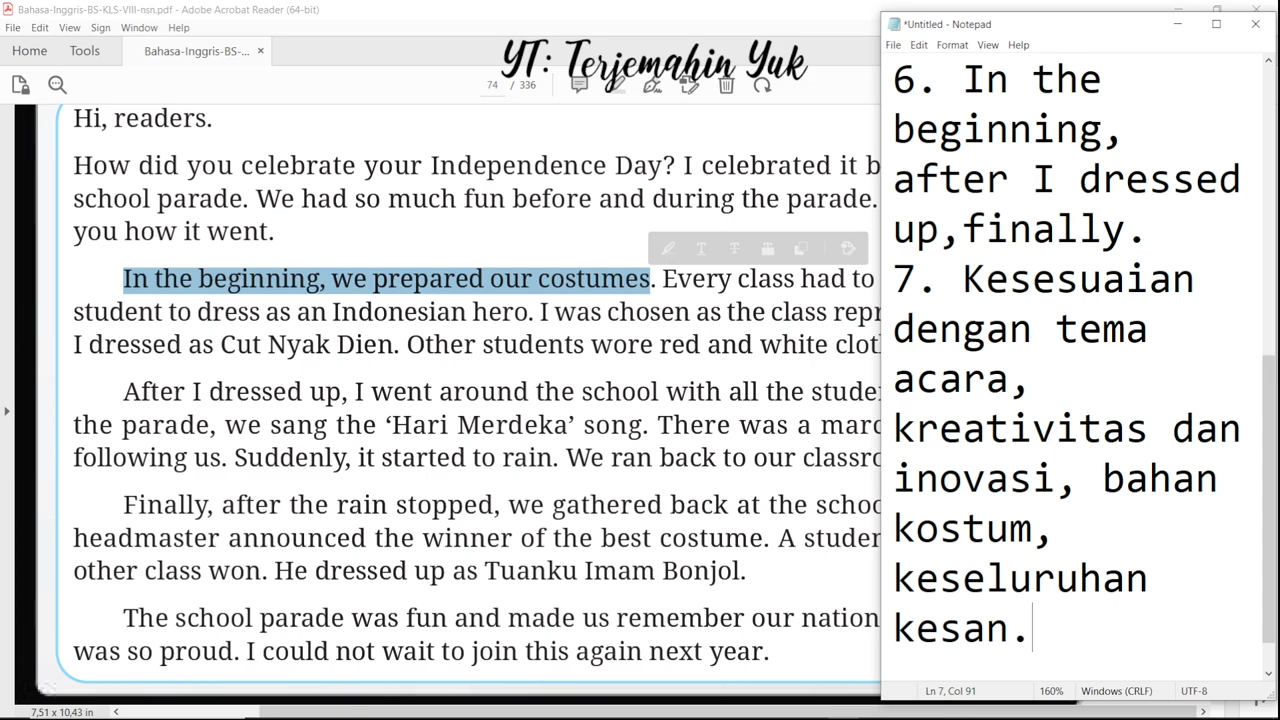 Bahasa-Inggris-BS-KLS-VIII-nsn.pdf - Adobe Acrobat Reader (64-bit)
File Edit View Sign Window Help
Home Tools Bahasa-Inggris-BS-... ×
YT: Terjemahin Yuk
74 / 336
Hi, readers.
How did you celebrate your Independence Day? I celebrated it b
school parade. We had so much fun before and during the parade.
you how it went.
In the beginning, we prepared our costumes. Every class had to
student to dress as an Indonesian hero. I was chosen as the class repr
I dressed as Cut Nyak Dien. Other students wore red and white clot
After I dressed up, I went around the school with all the stude
the parade, we sang the ‘Hari Merdeka’ song. There was a marc
following us. Suddenly, it started to rain. We ran back to our classro
Finally, after the rain stopped, we gathered back at the schoo
headmaster announced the winner of the best costume. A studen
other class won. He dressed up as Tuanku Imam Bonjol.
The school parade was fun and made us remember our nation
was so proud. I could not wait to join this again next year.
7,51 x 10,43 in
*Untitled - Notepad
File Edit Format View Help
6. In the
beginning,
after I dressed
up,finally.
7. Kesesuaian
dengan tema
acara,
kreativitas dan
inovasi, bahan
kostum,
keseluruhan
kesan.
Ln 7, Col 91 160% Windows (CRLF) UTF-8